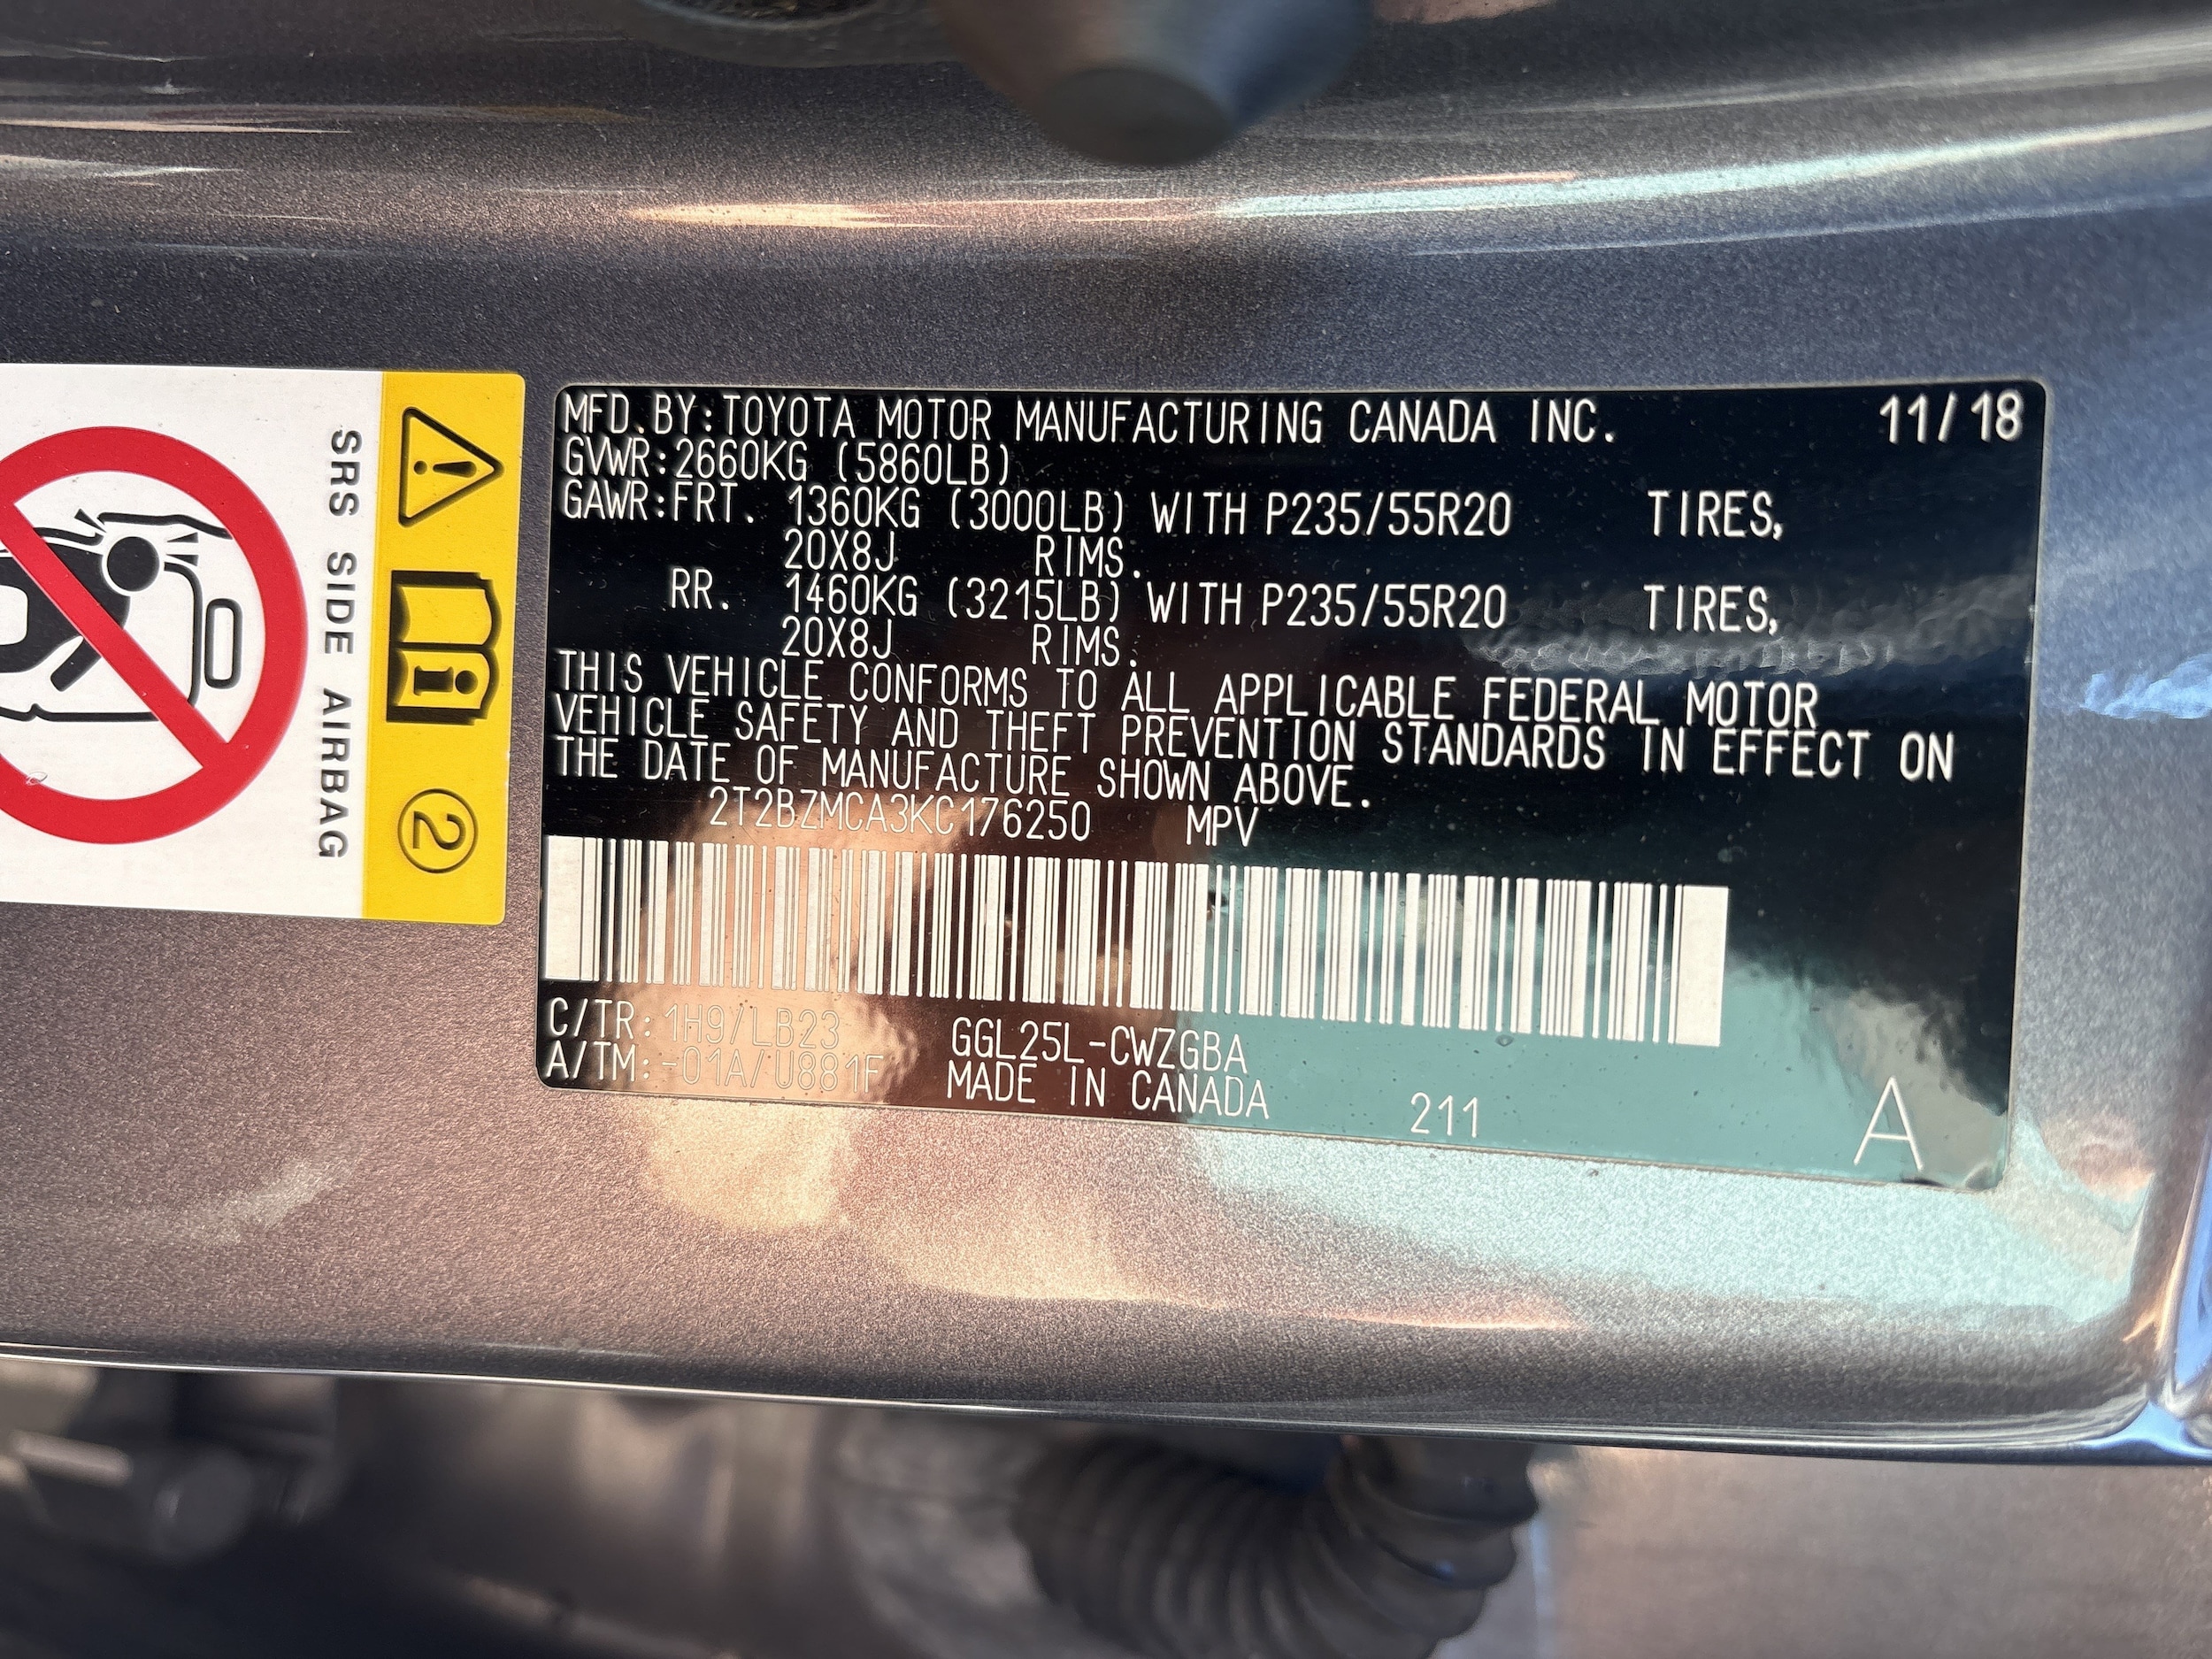 SRS SIDE AIRBAG
2
MFD.BY:TOYOTA MOTOR MANUFACTURING CANADA INC. 11/18
GVWR:2660KG (5860LB)
GAWR:FRT. 1360KG (3000LB) WITH P235/55R20 TIRES,
20X8J RIMS.
RR. 1460KG (3215LB) WITH P235/55R20 TIRES,
20X8J RIMS.
THIS VEHICLE CONFORMS TO ALL APPLICABLE FEDERAL MOTOR
VEHICLE SAFETY AND THEFT PREVENTION STANDARDS IN EFFECT ON
THE DATE OF MANUFACTURE SHOWN ABOVE.
2T2BZMCA3KC176250 MPV
C/TR:1H9/LB23 GGL25L-CWZGBA
A/TM:-01A/U881F MADE IN CANADA 211 A